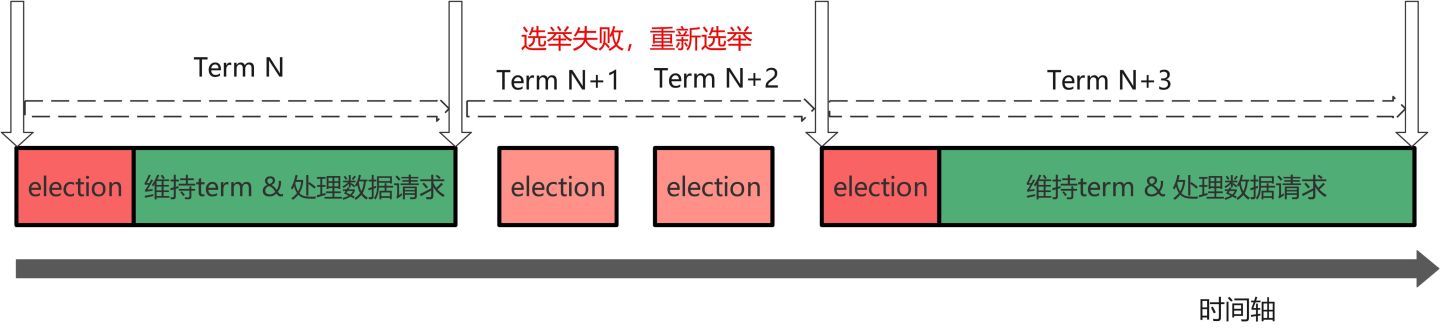 选举失败，重新选举
Term N
Term N+1
Term N+2
Term N+3
election
维持term & 处理数据请求
election
election
election
维持term & 处理数据请求
时间轴